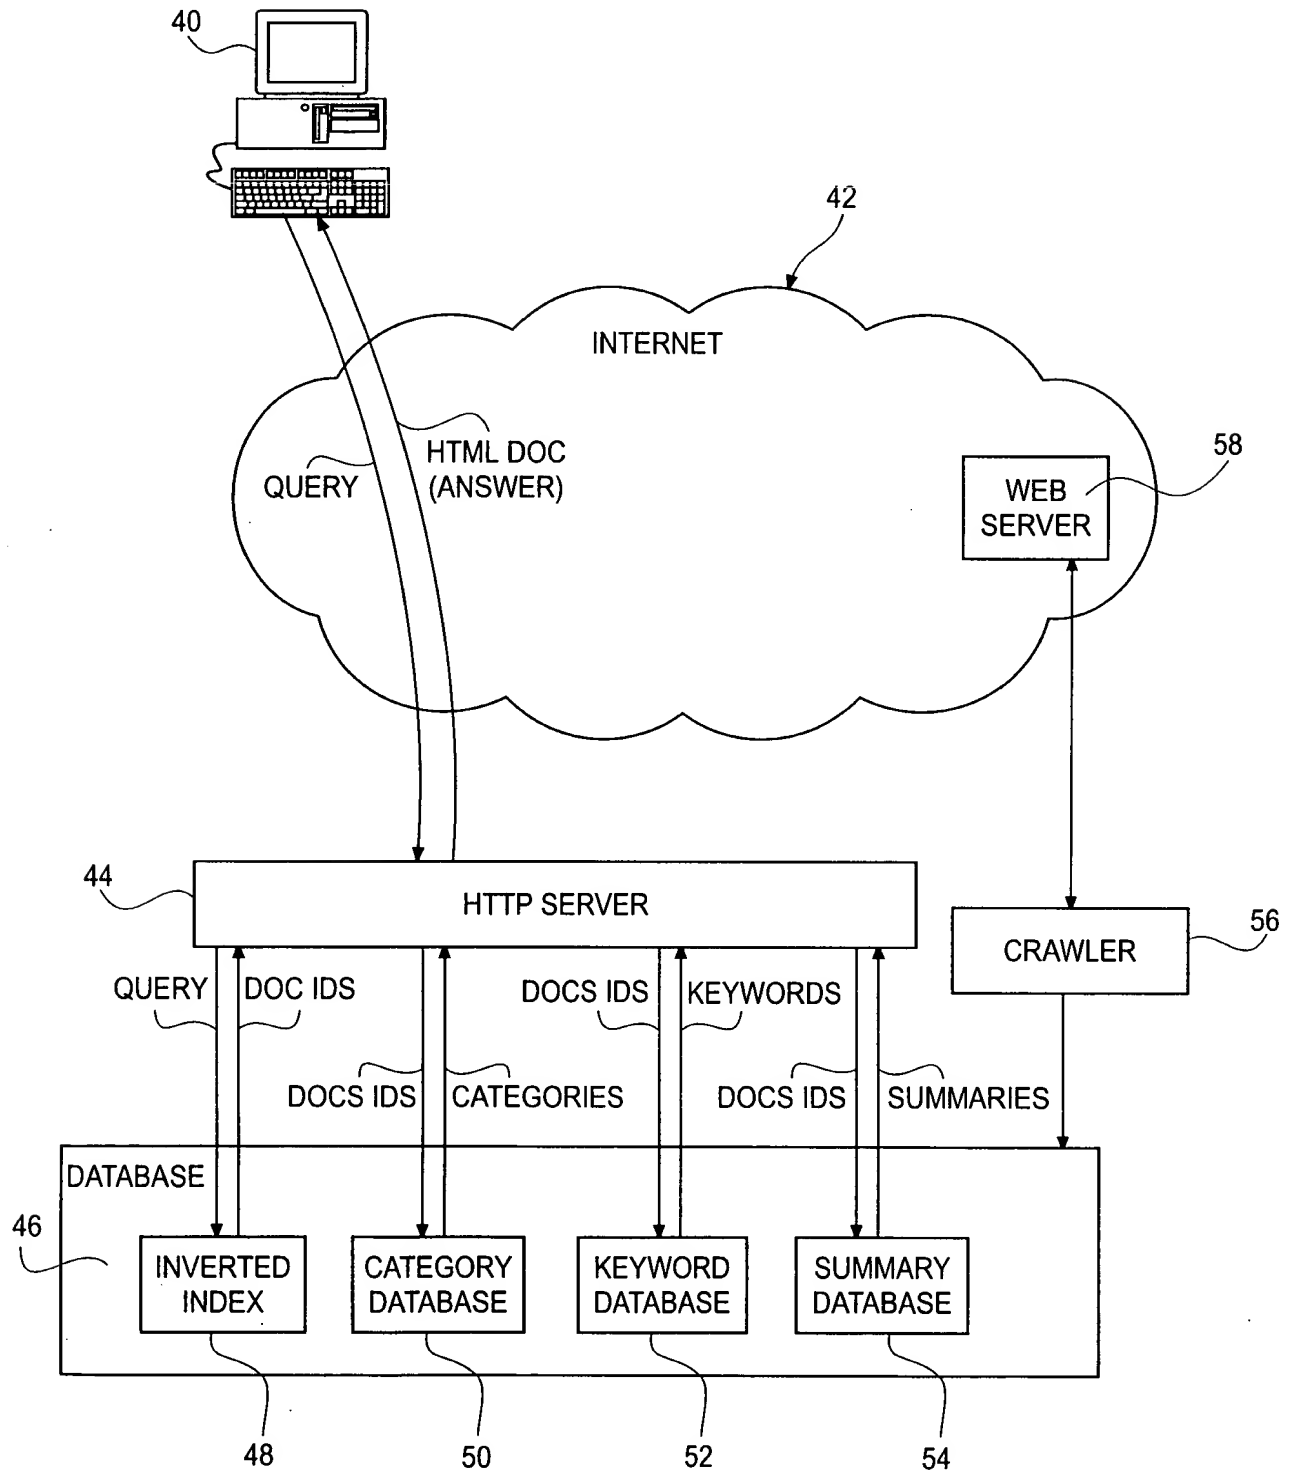 40
42
INTERNET
HTML DOC
(ANSWER)
QUERY
58
WEB
SERVER
44
HTTP SERVER
56
CRAWLER
QUERY
DOC IDS
DOCS IDS
KEYWORDS
DOCS IDS
CATEGORIES
DOCS IDS
SUMMARIES
DATABASE
46
INVERTED
INDEX
CATEGORY
DATABASE
KEYWORD
DATABASE
SUMMARY
DATABASE
48
50
52
54